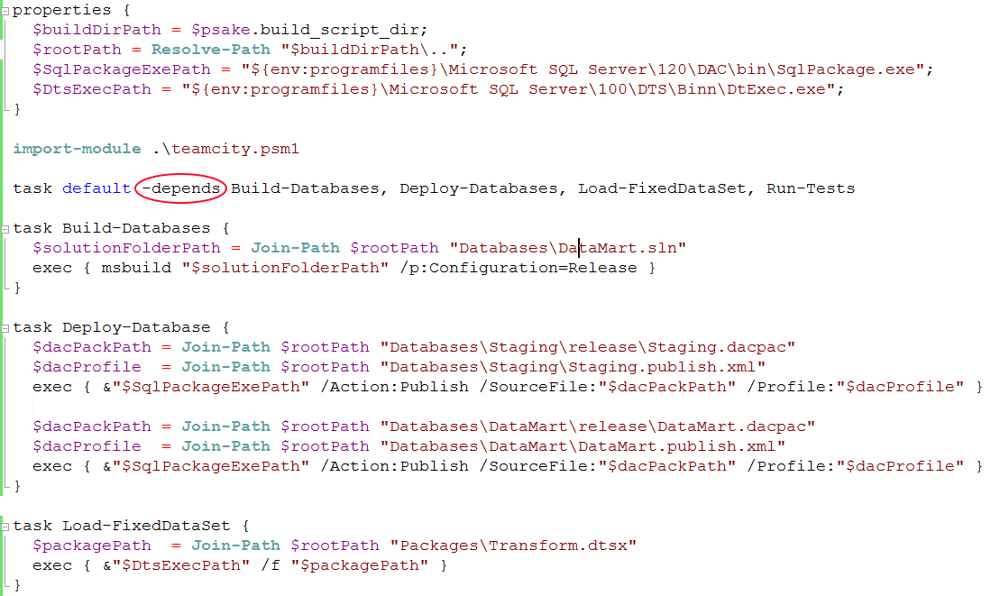 properties {
  $buildDirPath = $psake.build_script_dir;
  $rootPath = Resolve-Path "$buildDirPath\..";
  $SqlPackageExePath = "${env:programfiles}\Microsoft SQL Server\120\DAC\bin\SqlPackage.exe";
  $DtsExecPath = "${env:programfiles}\Microsoft SQL Server\100\DTS\Binn\DtExec.exe";
}
import-module .\teamcity.psm1
task default -depends Build-Databases, Deploy-Databases, Load-FixedDataSet, Run-Tests
task Build-Databases {
  $solutionFolderPath = Join-Path $rootPath "Databases\DataMart.sln"
  exec { msbuild "$solutionFolderPath" /p:Configuration=Release }
}
task Deploy-Database {
  $dacPackPath = Join-Path $rootPath "Databases\Staging\release\Staging.dacpac"
  $dacProfile  = Join-Path $rootPath "Databases\Staging\Staging.publish.xml"
  exec { &"$SqlPackageExePath" /Action:Publish /SourceFile:"$dacPackPath" /Profile:"$dacProfile" }
  $dacPackPath = Join-Path $rootPath "Databases\DataMart\release\DataMart.dacpac"
  $dacProfile  = Join-Path $rootPath "Databases\DataMart\DataMart.publish.xml"
  exec { &"$SqlPackageExePath" /Action:Publish /SourceFile:"$dacPackPath" /Profile:"$dacProfile" }
}
task Load-FixedDataSet {
  $packagePath  = Join-Path $rootPath "Packages\Transform.dtsx"
  exec { &"$DtsExecPath" /f "$packagePath" }
}